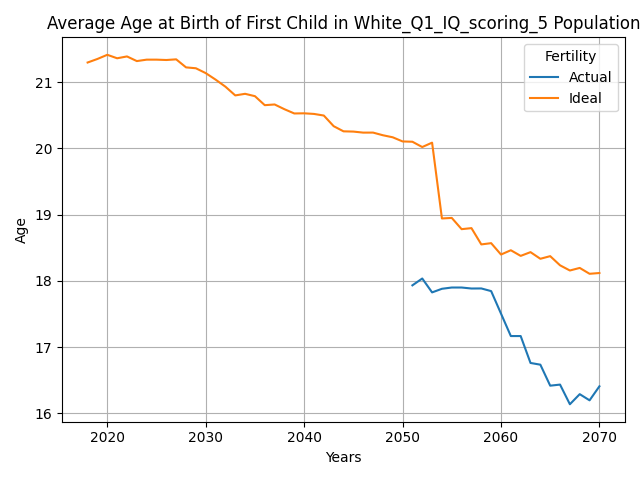 Average Age at Birth of First Child in White_Q1_IQ_scoring_5 Population
Fertility
Actual
Ideal
Age
21
20
19
18
17
16
2020 2030 2040 2050 2060 2070
Years